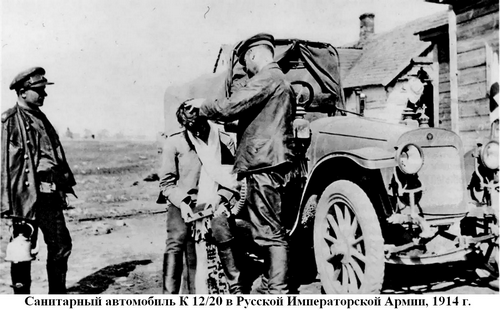 Санитарный автомобиль К 12/20 в Русской Императорской Армии, 1914 г.